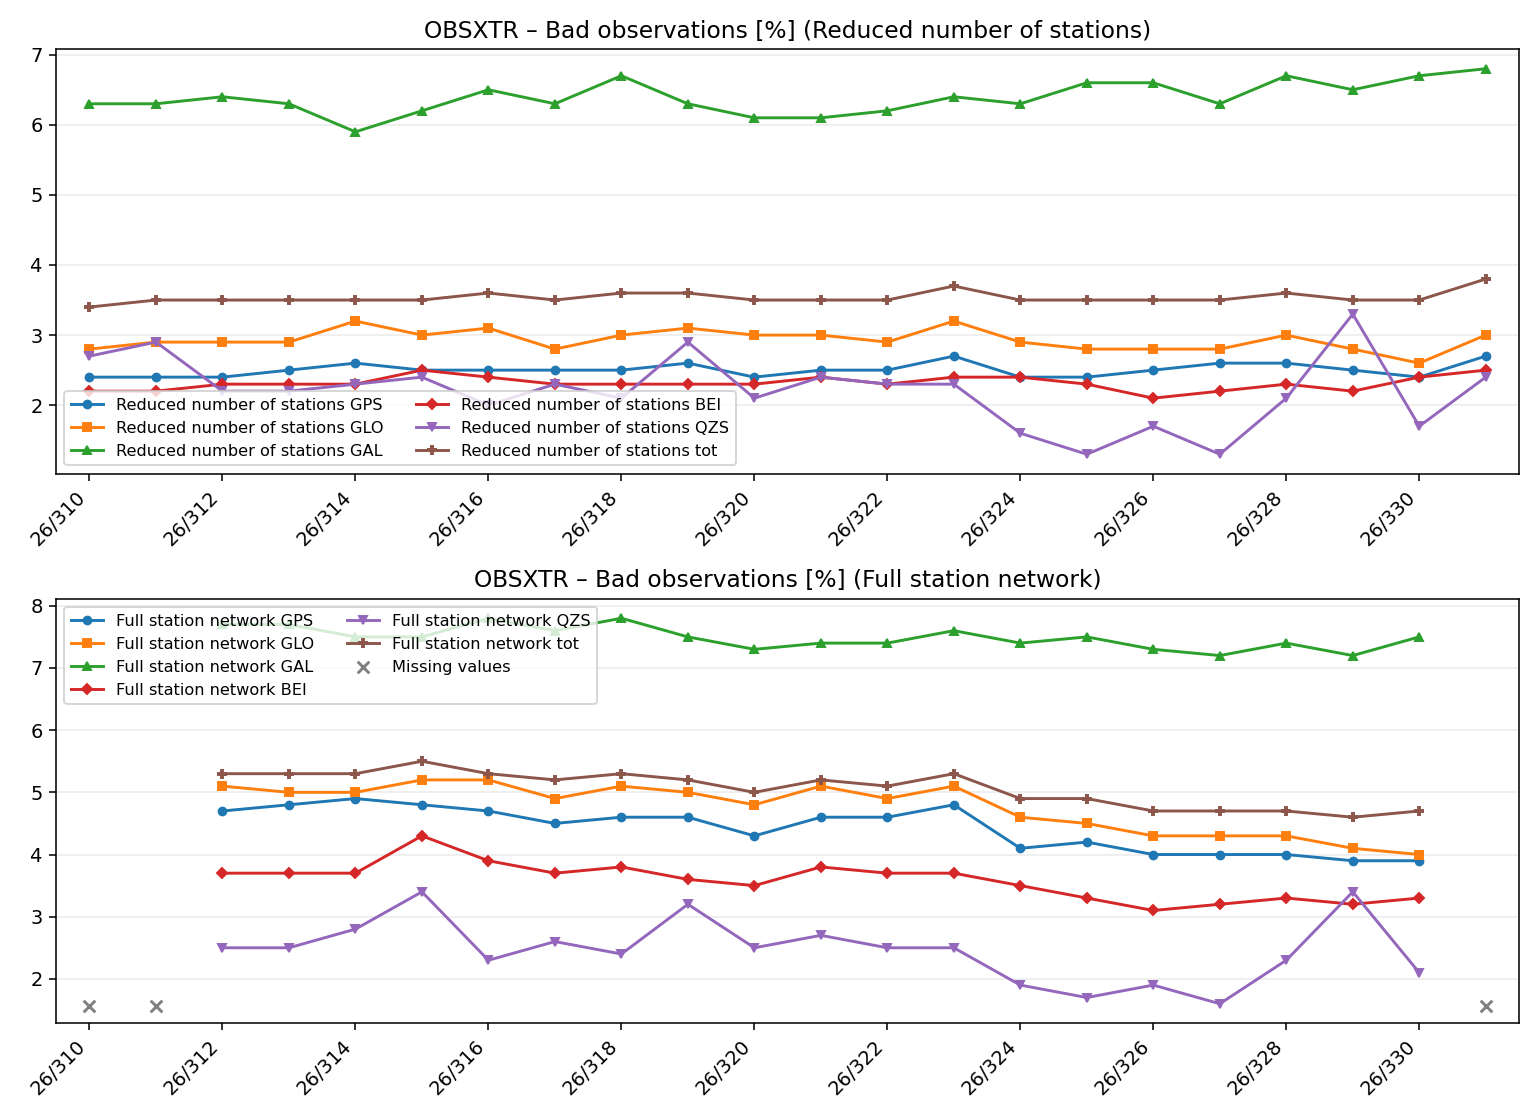 OBSXTR – Bad observations [%] (Reduced number of stations)
7
6
5
4
3
2
Reduced number of stations GPS
Reduced number of stations GLO
Reduced number of stations GAL
Reduced number of stations BEI
Reduced number of stations QZS
Reduced number of stations tot
26/310
26/312
26/314
26/316
26/318
26/320
26/322
26/324
26/326
26/328
26/330
OBSXTR – Bad observations [%] (Full station network)
8
7
6
5
4
3
2
Full station network GPS
Full station network GLO
Full station network GAL
Full station network BEI
Full station network QZS
Full station network tot
Missing values
26/310
26/312
26/314
26/316
26/318
26/320
26/322
26/324
26/326
26/328
26/330